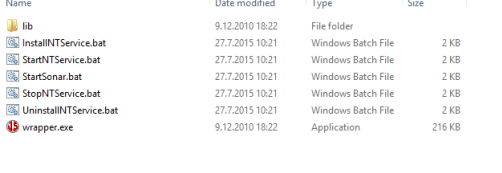 Name Date modified Type Size
lib 9.12.2010 18:22 File folder
InstallNTService.bat 27.7.2015 10:21 Windows Batch File 2 KB
StartNTService.bat 27.7.2015 10:21 Windows Batch File 2 KB
StartSonar.bat 27.7.2015 10:21 Windows Batch File 2 KB
StopNTService.bat 27.7.2015 10:21 Windows Batch File 2 KB
UninstallNTService.bat 27.7.2015 10:21 Windows Batch File 2 KB
wrapper.exe 9.12.2010 18:22 Application 216 KB